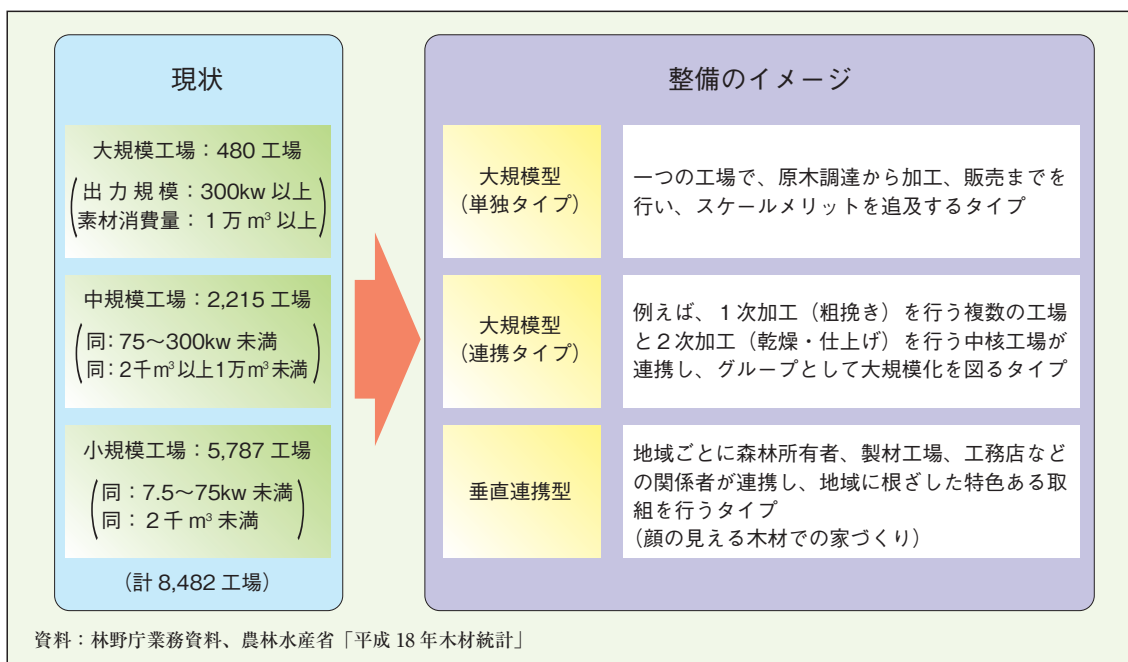 現状
大規模工場：480 工場
出力規模：300kw 以上
素材消費量：１万m³以上
中規模工場：2,215 工場
同：75～300kw 未満
同：2千m³以上1万m³未満
小規模工場：5,787 工場
同：7.5～75kw 未満
同：２千m³未満
（計 8,482 工場）
整備のイメージ
大規模型
（単独タイプ）
一つの工場で、原木調達から加工、販売までを
行い、スケールメリットを追及するタイプ
大規模型
（連携タイプ）
例えば、１次加工（粗挽き）を行う複数の工場
と２次加工（乾燥・仕上げ）を行う中核工場が
連携し、グループとして大規模化を図るタイプ
垂直連携型
地域ごとに森林所有者、製材工場、工務店など
の関係者が連携し、地域に根ざした特色ある取
組を行うタイプ
（顔の見える木材での家づくり）
資料：林野庁業務資料、農林水産省「平成 18 年木材統計」